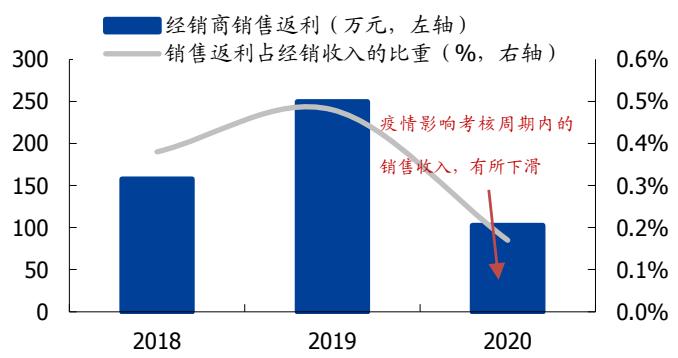 经销商销售返利（万元，左轴）
销售返利占经销收入的比重（%，右轴）
300
250
200
150
100
50
0
0.6%
0.5%
0.4%
0.3%
0.2%
0.1%
0.0%
疫情影响考核周期内的
销售收入，有所下滑
2018 2019 2020